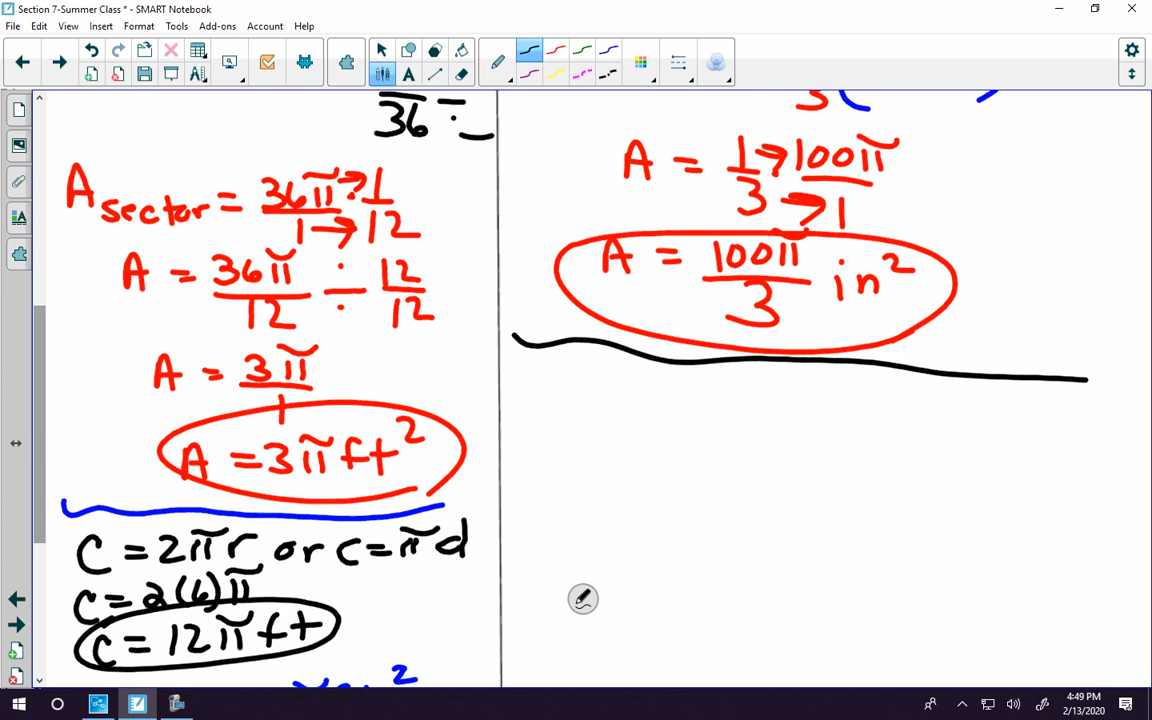 Section 7-Summer Class * - SMART Notebook
File Edit View Insert Format Tools Add-ons Account Help
36 ÷
A sector = 36π/1 → 1/12
A = 36π/12 ÷ 12/12
A = 3π/1
A = 3π ft²
C = 2πr or C = πd
C = 2(6)π
C = 12π ft
3
A = 1/3 → 100π/1
A = 100π/3 in²
4:49 PM
2/13/2020